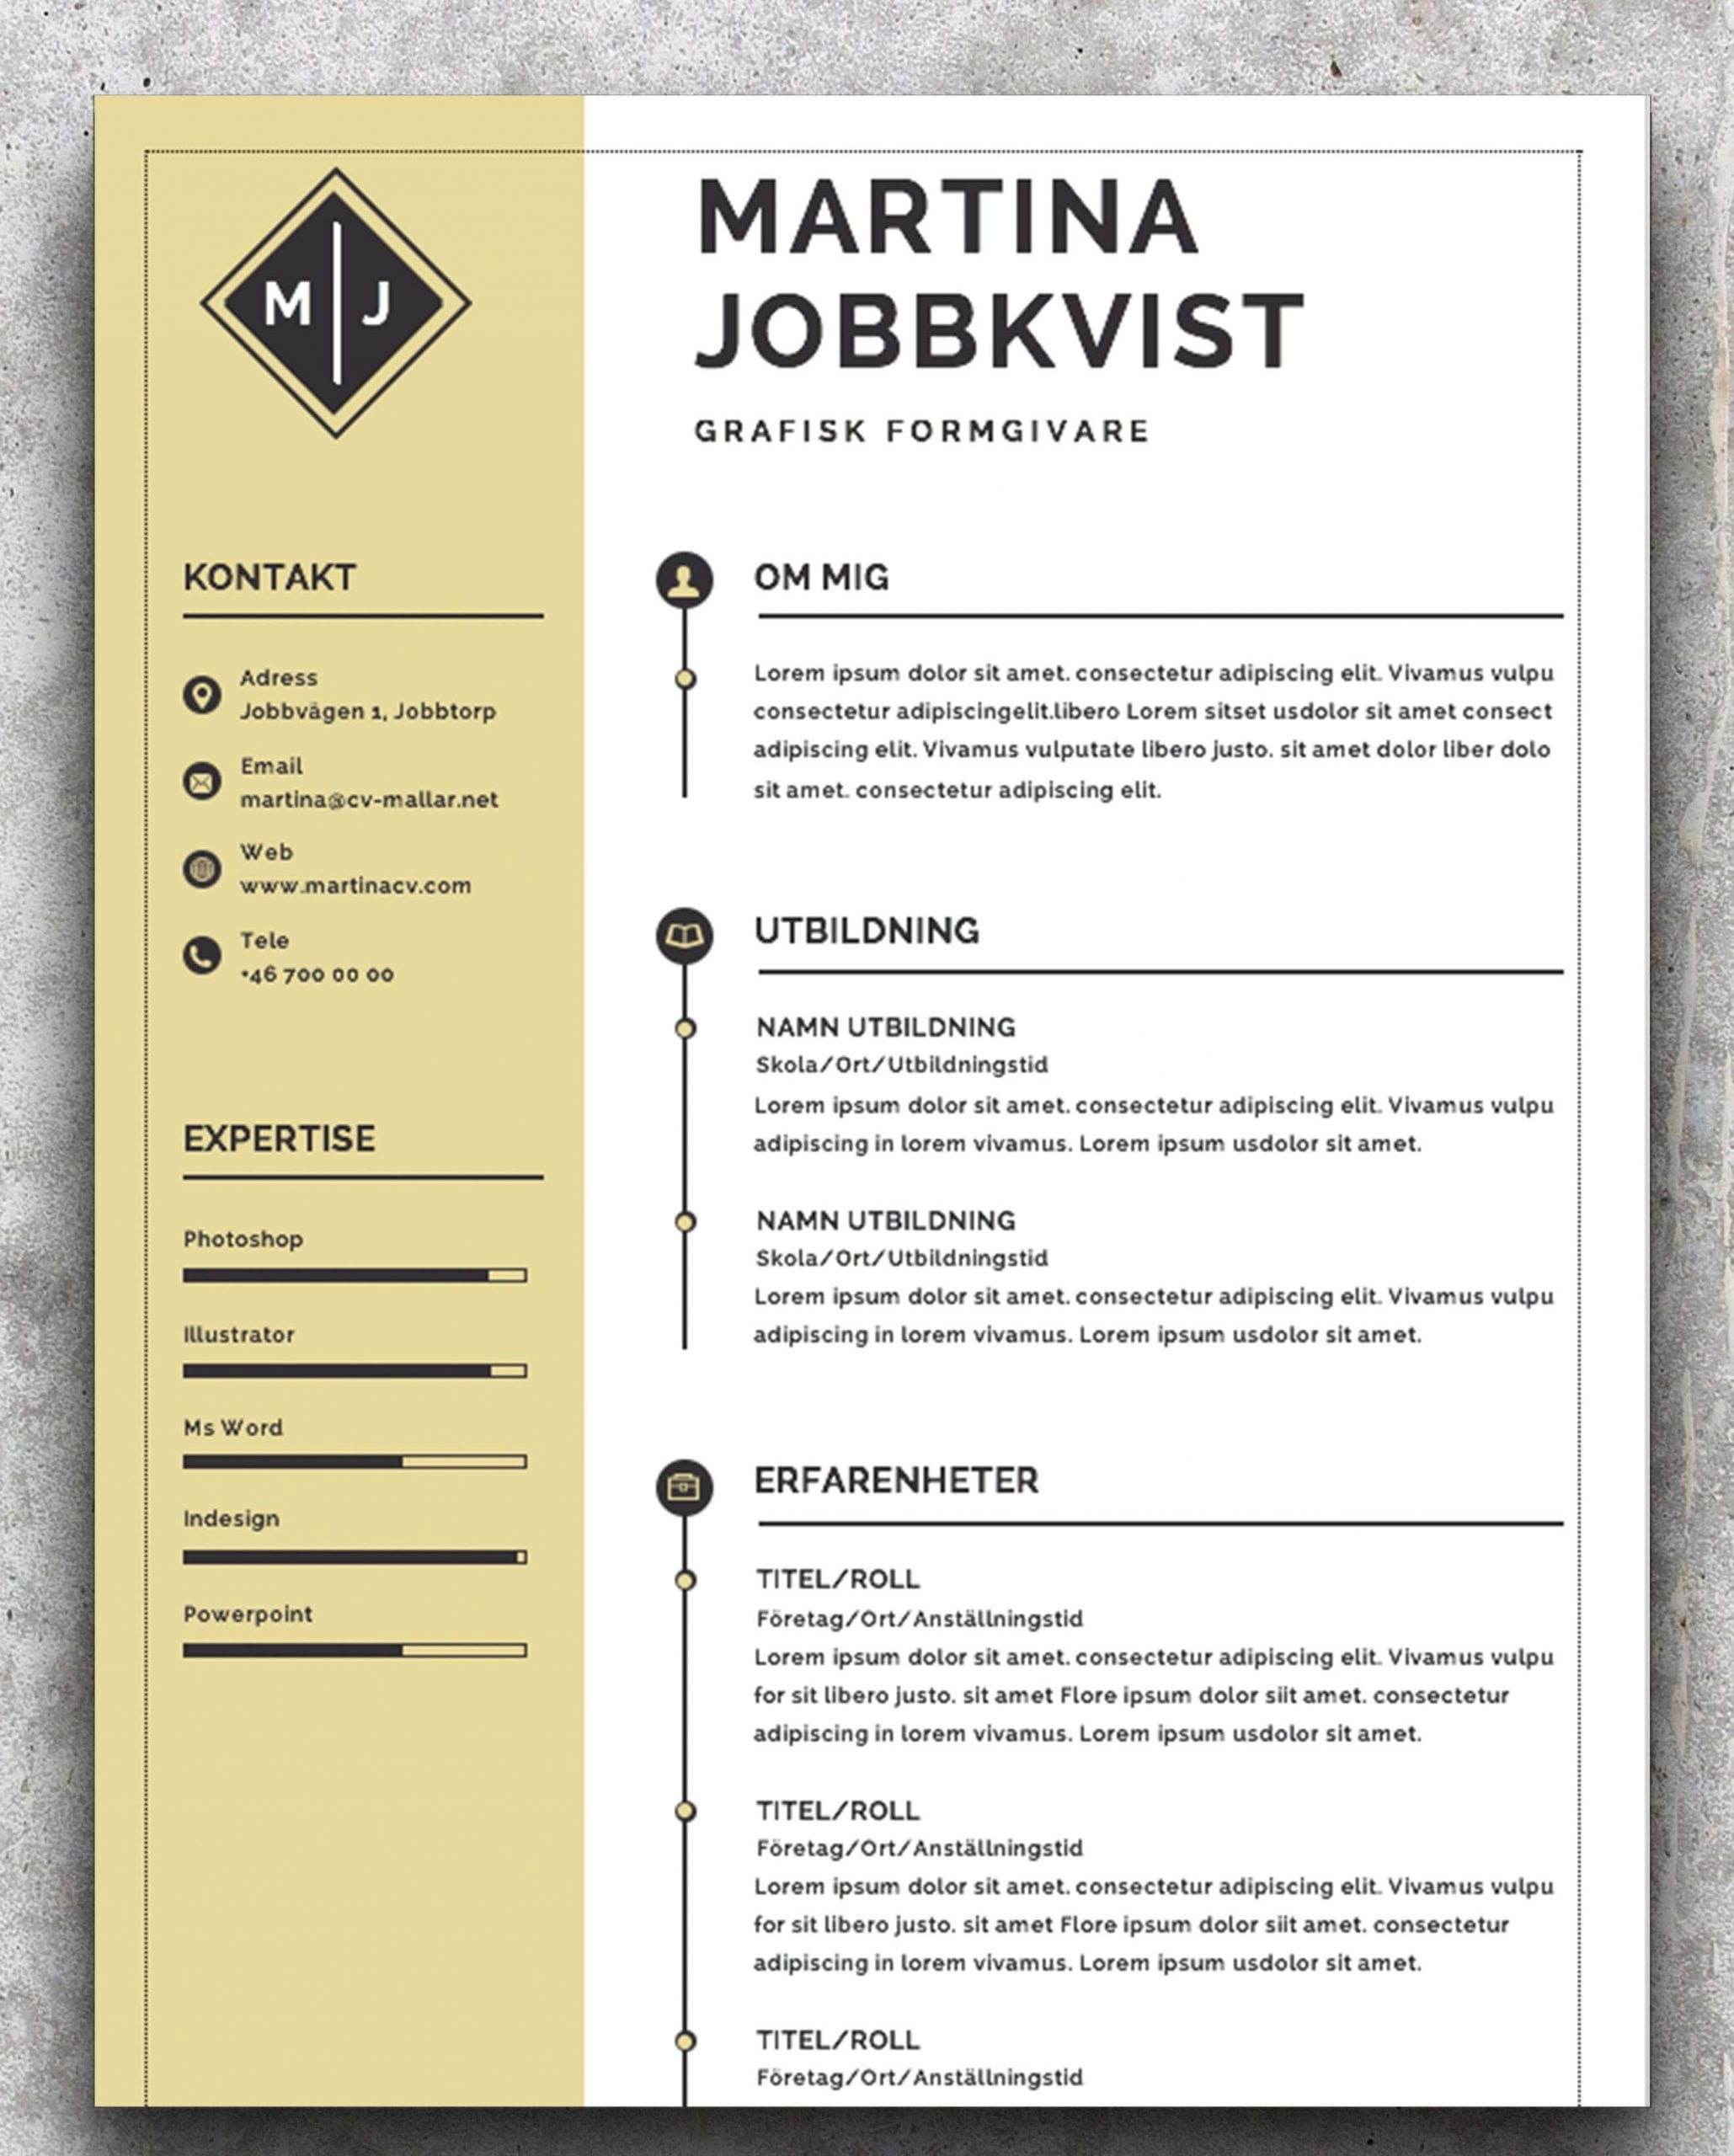 M J
MARTINA
JOBBKVIST
GRAFISK FORMGIVARE
KONTAKT
Adress
Jobbvägen 1, Jobbtorp
Email
martina@cv-mallar.net
Web
www.martinacv.com
Tele
+46 700 00 00
EXPERTISE
Photoshop
Illustrator
Ms Word
Indesign
Powerpoint
OM MIG
Lorem ipsum dolor sit amet. consectetur adipiscing elit. Vivamus vulpu
consectetur adipiscingelit.libero Lorem sitset usdolor sit amet consect
adipiscing elit. Vivamus vulputate libero justo. sit amet dolor liber dolo
sit amet. consectetur adipiscing elit.
UTBILDNING
NAMN UTBILDNING
Skola/Ort/Utbildningstid
Lorem ipsum dolor sit amet. consectetur adipiscing elit. Vivamus vulpu
adipiscing in lorem vivamus. Lorem ipsum usdolor sit amet.
NAMN UTBILDNING
Skola/Ort/Utbildningstid
Lorem ipsum dolor sit amet. consectetur adipiscing elit. Vivamus vulpu
adipiscing in lorem vivamus. Lorem ipsum usdolor sit amet.
ERFARENHETER
TITEL/ROLL
Företag/Ort/Anställningstid
Lorem ipsum dolor sit amet. consectetur adipiscing elit. Vivamus vulpu
for sit libero justo. sit amet Flore ipsum dolor siit amet. consectetur
adipiscing in lorem vivamus. Lorem ipsum usdolor sit amet.
TITEL/ROLL
Företag/Ort/Anställningstid
Lorem ipsum dolor sit amet. consectetur adipiscing elit. Vivamus vulpu
for sit libero justo. sit amet Flore ipsum dolor siit amet. consectetur
adipiscing in lorem vivamus. Lorem ipsum usdolor sit amet.
TITEL/ROLL
Företag/Ort/Anställningstid